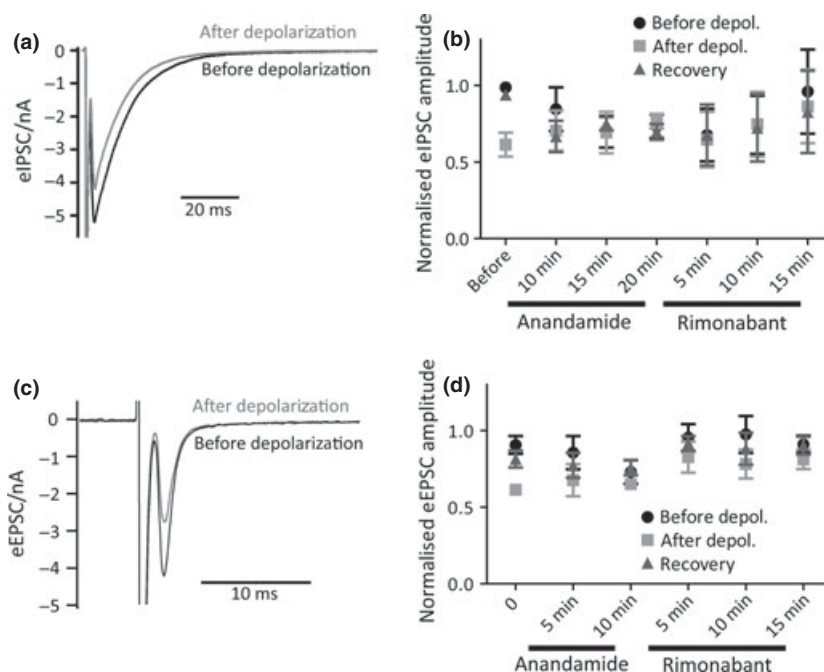 (a)
After depolarization
Before depolarization
eIPSC/nA
0
−1
−2
−3
−4
−5
20 ms
(b)
Before depol.
After depol.
Recovery
Normalised eIPSC amplitude
1.0
0.5
0.0
Before
10 min
15 min
20 min
5 min
10 min
15 min
Anandamide
Rimonabant
(c)
After depolarization
Before depolarization
eEPSC/nA
0
−1
−2
−3
−4
−5
10 ms
(d)
Normalised eEPSC amplitude
1.0
0.5
0.0
Before depol.
After depol.
Recovery
0
5 min
10 min
5 min
10 min
15 min
Anandamide
Rimonabant